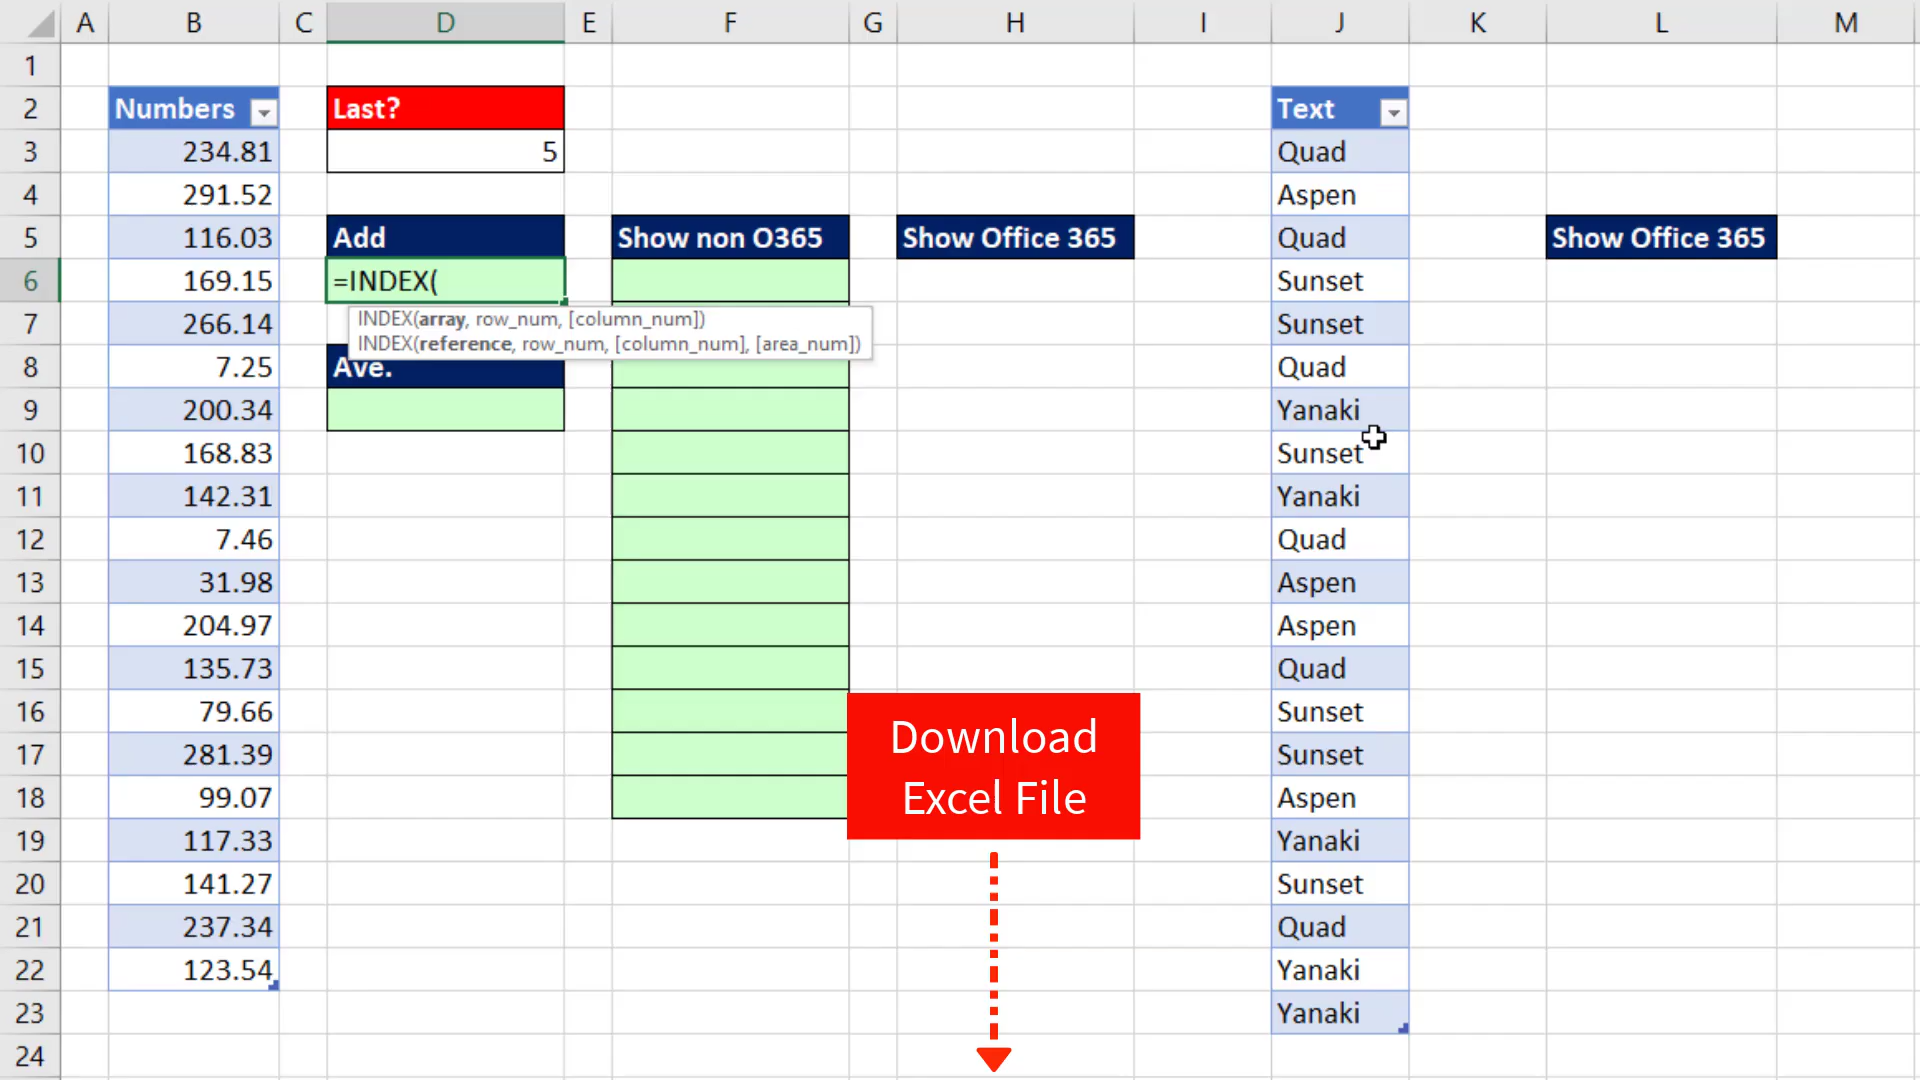 A B C D E F G H I J K L M
1
2 Numbers Last? Text
3 234.81 5 Quad
4 291.52 Aspen
5 116.03 Add Show non O365 Show Office 365 Quad Show Office 365
6 169.15 =INDEX( Sunset
INDEX(array, row_num, [column_num])
7 266.14 Sunset
INDEX(reference, row_num, [column_num], [area_num])
8 7.25 Ave. Quad
9 200.34 Yanaki
10 168.83 Sunset
11 142.31 Yanaki
12 7.46 Quad
13 31.98 Aspen
14 204.97 Aspen
15 135.73 Quad
16 79.66 Sunset
Download
17 281.39 Sunset
18 99.07 Excel File Aspen
19 117.33 Yanaki
20 141.27 Sunset
21 237.34 Quad
22 123.54 Yanaki
23 Yanaki
24